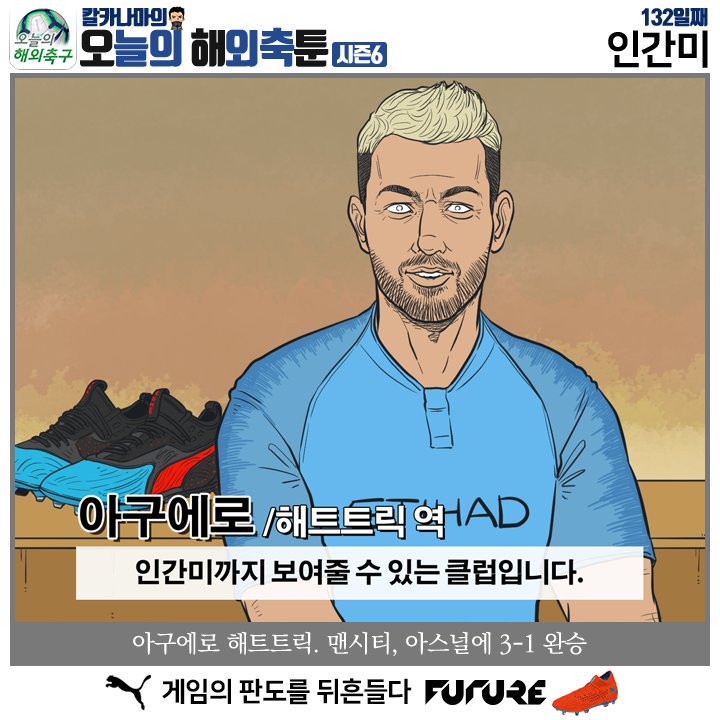 오늘의
해외축구
칼카나마의
오늘의 해외축툰 시즌6
132일째
인간미
ETIHAD
아구에로 /해트트릭 역
인간미까지 보여줄 수 있는 클럽입니다.
아구에로 해트트릭. 맨시티, 아스널에 3-1 완승
게임의 판도를 뒤흔들다 FUTURE